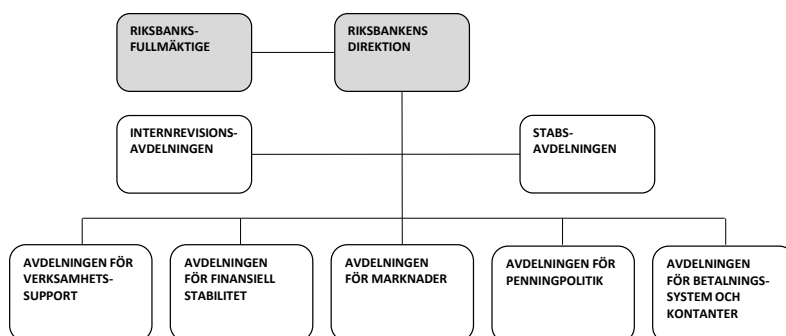 RIKSBANKS-
FULLMÄKTIGE
RIKSBANKENS
DIREKTION
INTERNREVISIONS-
AVDELNINGEN
STABS-
AVDELNINGEN
AVDELNINGEN FÖR
VERKSAMHETS-
SUPPORT
AVDELNINGEN
FÖR FINANSIELL
STABILITET
AVDELNINGEN
FÖR MARKNADER
AVDELNINGEN FÖR
PENNINGPOLITIK
AVDELNINGEN
FÖR BETALNINGS-
SYSTEM OCH
KONTANTER